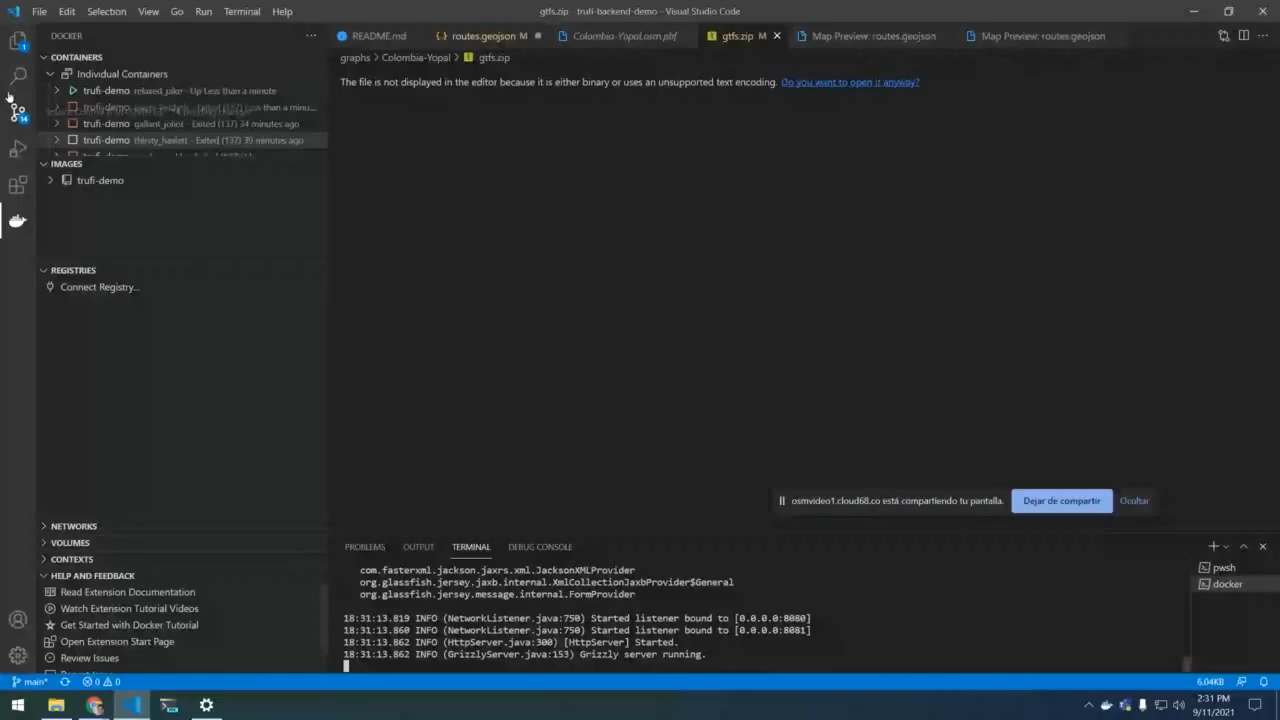 File Edit Selection View Go Run Terminal Help
gtfs.zip - trufi-backend-demo - Visual Studio Code
DOCKER
CONTAINERS
Individual Containers
trufi-demo relaxed_pike - Up Less than a minute
trufi-demo Exited (137) Less than a minu...
trufi-demo gallant_joliot - Exited (137) 34 minutes ago
trufi-demo thirsty_haslett - Exited (137) 39 minutes ago
IMAGES
trufi-demo
REGISTRIES
Connect Registry...
NETWORKS
VOLUMES
CONTEXTS
HELP AND FEEDBACK
Read Extension Documentation
Watch Extension Tutorial Videos
Get Started with Docker Tutorial
Open Extension Start Page
Review Issues
README.md
routes.geojson M
Colombia-Yopal.osm.pbf
gtfs.zip M
Map Preview: routes.geojson
Map Preview: routes.geojson
graphs > Colombia-Yopal > gtfs.zip
The file is not displayed in the editor because it is either binary or uses an unsupported text encoding. Do you want to open it anyway?
osmvideo1.cloud68.co está compartiendo tu pantalla. Dejar de compartir Ocultar
PROBLEMS OUTPUT TERMINAL DEBUG CONSOLE
com.fasterxml.jackson.jaxrs.xml.JacksonXMLProvider
org.glassfish.jersey.jaxb.internal.XmlCollectionJaxbProvider$General
org.glassfish.jersey.message.internal.FormProvider
18:31:13.819 INFO (NetworkListener.java:750) Started listener bound to [0.0.0.0:8080]
18:31:13.860 INFO (NetworkListener.java:750) Started listener bound to [0.0.0.0:8081]
18:31:13.862 INFO (HttpServer.java:300) [HttpServer] Started.
18:31:13.862 INFO (GrizzlyServer.java:153) Grizzly server running.
pwsh
docker
1
14
main* 0 0
6.04KB
2:31 PM
9/11/2021